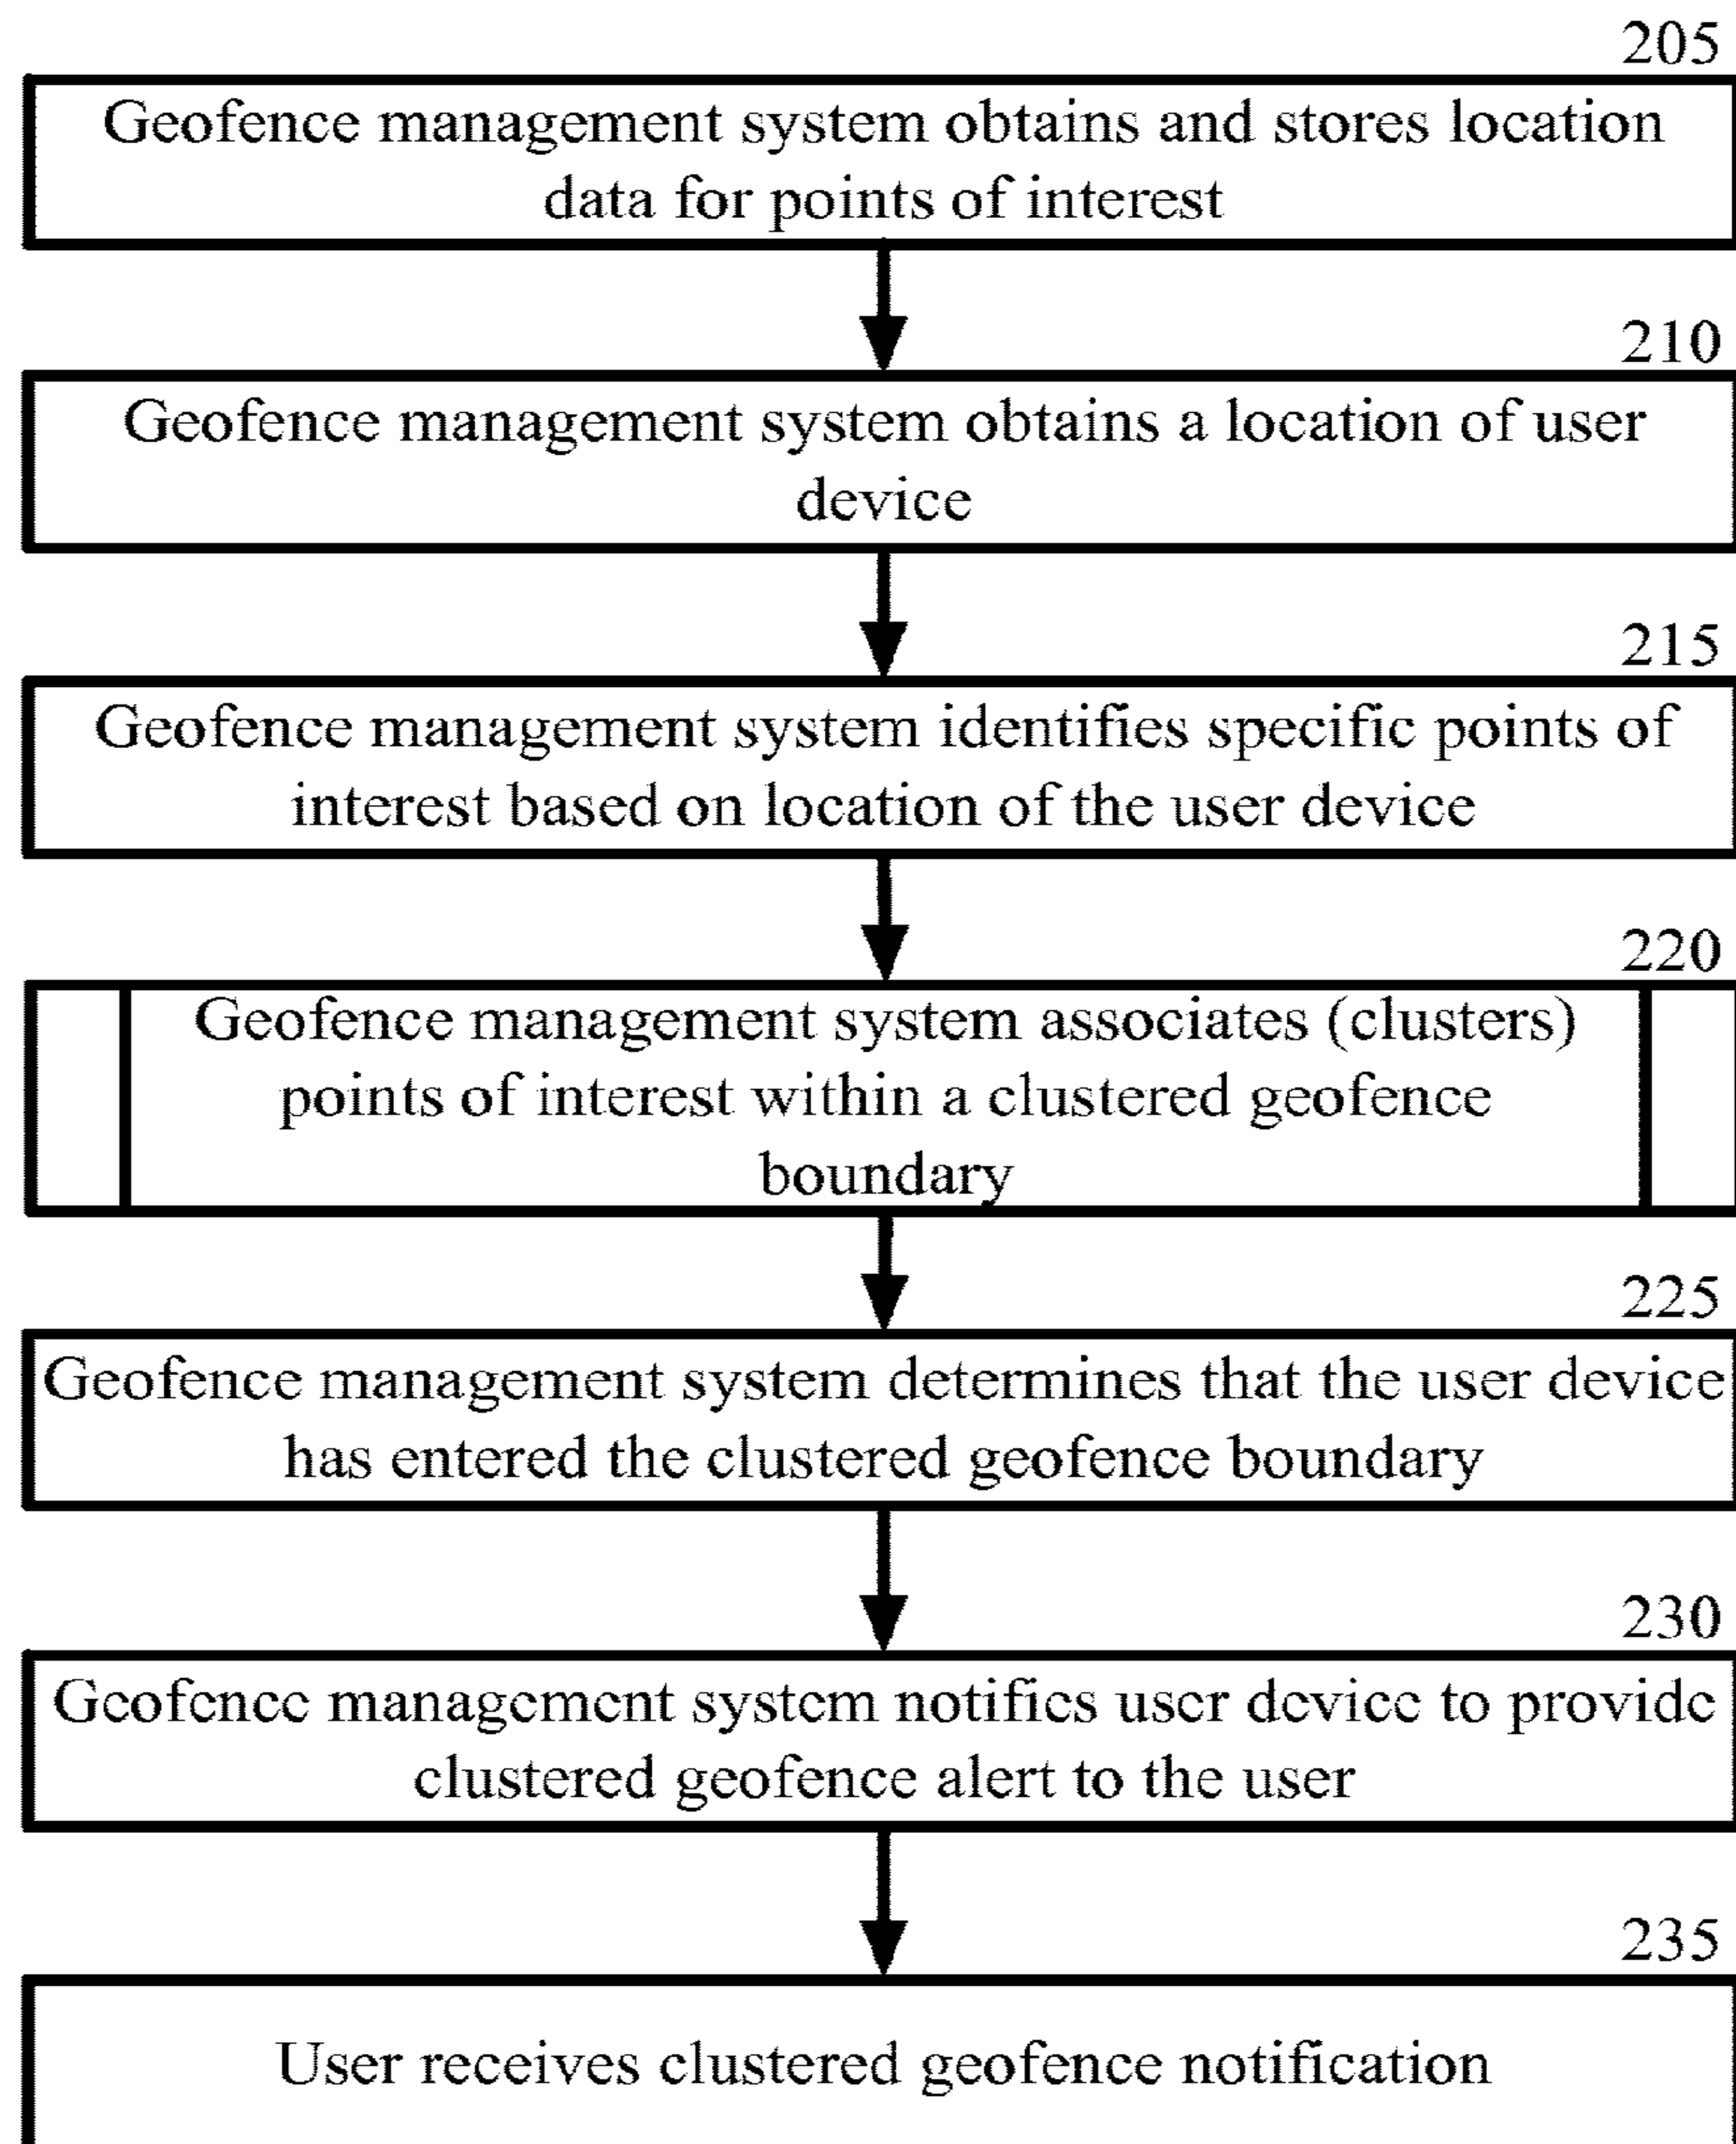 205
Geofence management system obtains and stores location
data for points of interest
210
Geofence management system obtains a location of user
device
215
Geofence management system identifies specific points of
interest based on location of the user device
220
Geofence management system associates (clusters)
points of interest within a clustered geofence
boundary
225
Geofence management system determines that the user device
has entered the clustered geofence boundary
230
Geofence management system notifies user device to provide
clustered geofence alert to the user
235
User receives clustered geofence notification